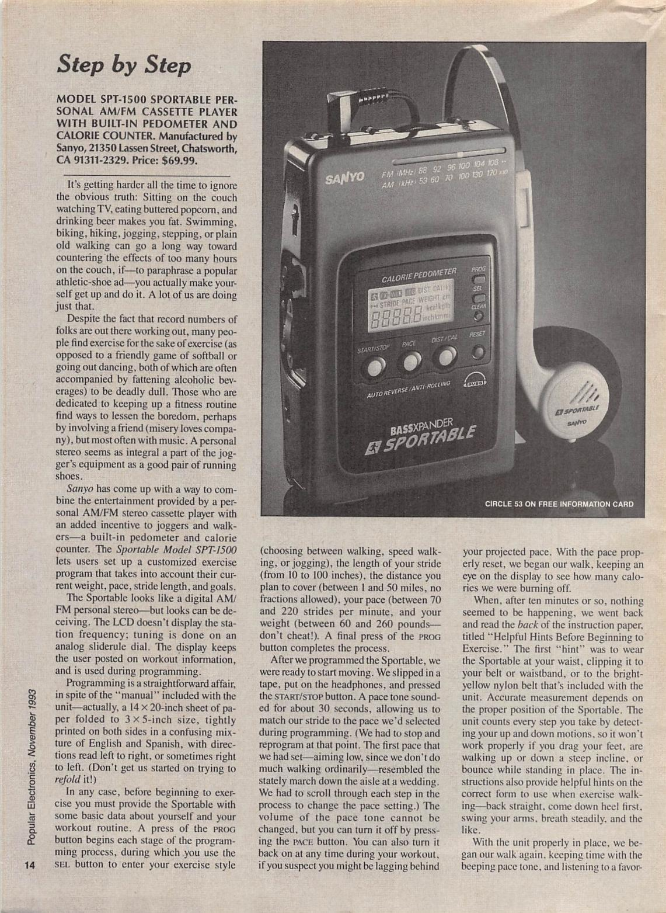 Step by Step
MODEL SPT-1500 SPORTABLE PER-
SONAL AM/FM CASSETTE PLAYER
WITH BUILT-IN PEDOMETER AND
CALORIE COUNTER. Manufactured by
Sanyo, 21350 Lassen Street, Chatsworth,
CA 91311-2329. Price: $69.99.
It's getting harder all the time to ignore
the obvious truth: Sitting on the couch
watching TV, eating buttered popcorn, and
drinking beer makes you fat. Swimming,
biking, hiking, jogging, stepping, or plain
old walking can go a long way toward
countering the effects of too many hours
on the couch, if—to paraphrase a popular
athletic-shoe ad—you actually make your-
self get up and do it. A lot of us are doing
just that.
Despite the fact that record numbers of
folks are out there working out, many peo-
ple find exercise for the sake of exercise (as
opposed to a friendly game of softball or
going out dancing, both of which are often
accompanied by fattening alcoholic bev-
erages) to be deadly dull. Those who are
dedicated to keeping up a fitness routine
find ways to lessen the boredom, perhaps
by involving a friend (misery loves compa-
ny), but most often with music. A personal
stereo seems as integral a part of the jog-
ger's equipment as a good pair of running
shoes.
Sanyo has come up with a way to com-
bine the entertainment provided by a per-
sonal AM/FM stereo cassette player with
an added incentive to joggers and walk-
ers—a built-in pedometer and calorie
counter. The Sportable Model SPT-1500
lets users set up a customized exercise
program that takes into account their cur-
rent weight, pace, stride length, and goals.
The Sportable looks like a digital AM/
FM personal stereo—but looks can be de-
ceiving. The LCD doesn't display the sta-
tion frequency; tuning is done on an
analog sliderule dial. The display keeps
the user posted on workout information,
and is used during programming.
Programming is a straightforward affair,
in spite of the "manual" included with the
unit—actually, a 14 × 20-inch sheet of pa-
per folded to 3 × 5-inch size, tightly
printed on both sides in a confusing mix-
ture of English and Spanish, with direc-
tions read left to right, or sometimes right
to left. (Don't get us started on trying to
refold it!)
In any case, before beginning to exer-
cise you must provide the Sportable with
some basic data about yourself and your
workout routine. A press of the PROG
button begins each stage of the program-
ming process, during which you use the
SEL button to enter your exercise style
SANYO
FM (MHz) 88 92 96 100 104 108
AM (kHz) 53 60 70 100 130 170
CALORIE PEDOMETER
PROG
SEL
CLEAR
STRIDE PACE WEIGHT
START/STOP
PACE
DIST/CAL
RESET
AUTO REVERSE / ANTI-ROLLING
BASSXPANDER
SPORTABLE
SPORTABLE
SANYO
CIRCLE 53 ON FREE INFORMATION CARD
(choosing between walking, speed walk-
ing, or jogging), the length of your stride
(from 10 to 100 inches), the distance you
plan to cover (between 1 and 50 miles, no
fractions allowed), your pace (between 70
and 220 strides per minute, and your
weight (between 60 and 260 pounds—
don't cheat!). A final press of the PROG
button completes the process.
After we programmed the Sportable, we
were ready to start moving. We slipped in a
tape, put on the headphones, and pressed
the START/STOP button. A pace tone sound-
ed for about 30 seconds, allowing us to
match our stride to the pace we'd selected
during programming. (We had to stop and
reprogram at that point. The first pace that
we had set—aiming low, since we don't do
much walking ordinarily—resembled the
stately march down the aisle at a wedding.
We had to scroll through each step in the
process to change the pace setting.) The
volume of the pace tone cannot be
changed, but you can turn it off by press-
ing the PACE button. You can also turn it
back on at any time during your workout,
if you suspect you might be lagging behind
your projected pace. With the pace prop-
erly reset, we began our walk, keeping an
eye on the display to see how many calo-
ries we were burning off.
When, after ten minutes or so, nothing
seemed to be happening, we went back
and read the back of the instruction paper,
titled "Helpful Hints Before Beginning to
Exercise." The first "hint" was to wear
the Sportable at your waist, clipping it to
your belt or waistband, or to the bright-
yellow nylon belt that's included with the
unit. Accurate measurement depends on
the proper position of the Sportable. The
unit counts every step you take by detect-
ing your up and down motions, so it won't
work properly if you drag your feet, are
walking up or down a steep incline, or
bounce while standing in place. The in-
structions also provide helpful hints on the
correct form to use when exercise walk-
ing—back straight, come down heel first,
swing your arms, breath steadily, and the
like.
With the unit properly in place, we be-
gan our walk again, keeping time with the
beeping pace tone, and listening to a favor-
Popular Electronics, November 1993
14